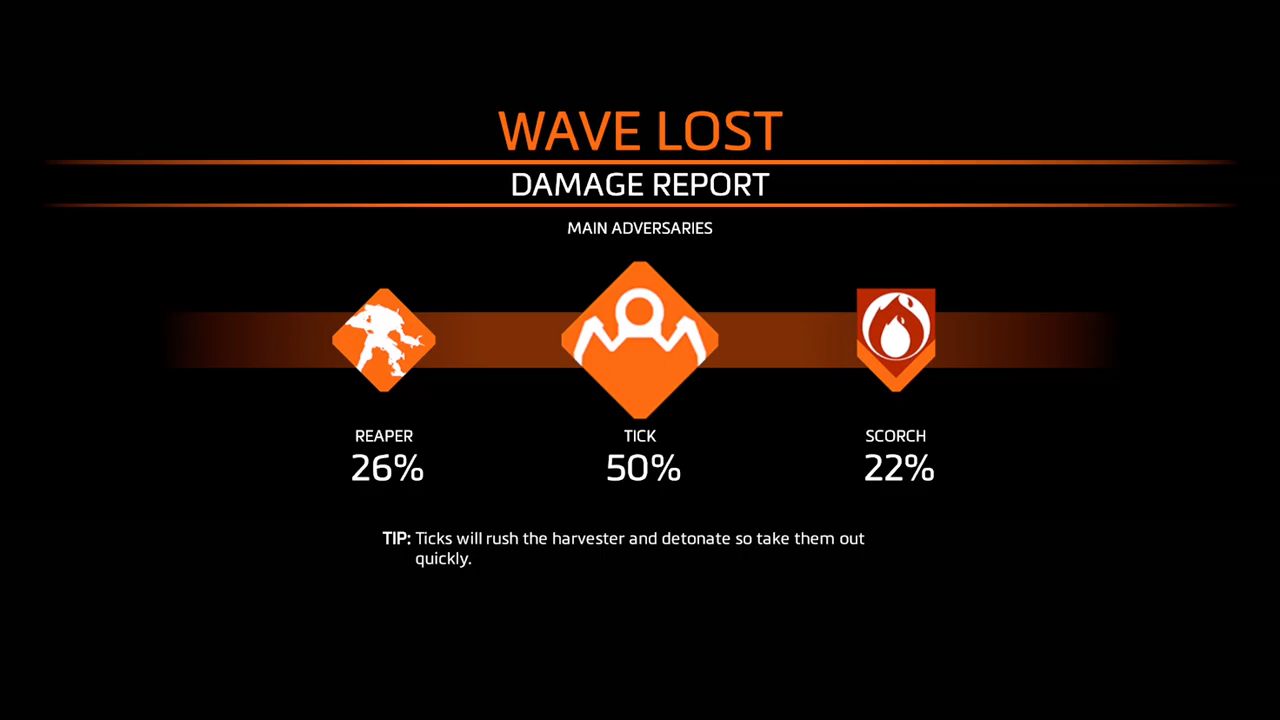 WAVE LOST
DAMAGE REPORT
MAIN ADVERSARIES
REAPER
26%
TICK
50%
SCORCH
22%
TIP: Ticks will rush the harvester and detonate so take them out
quickly.